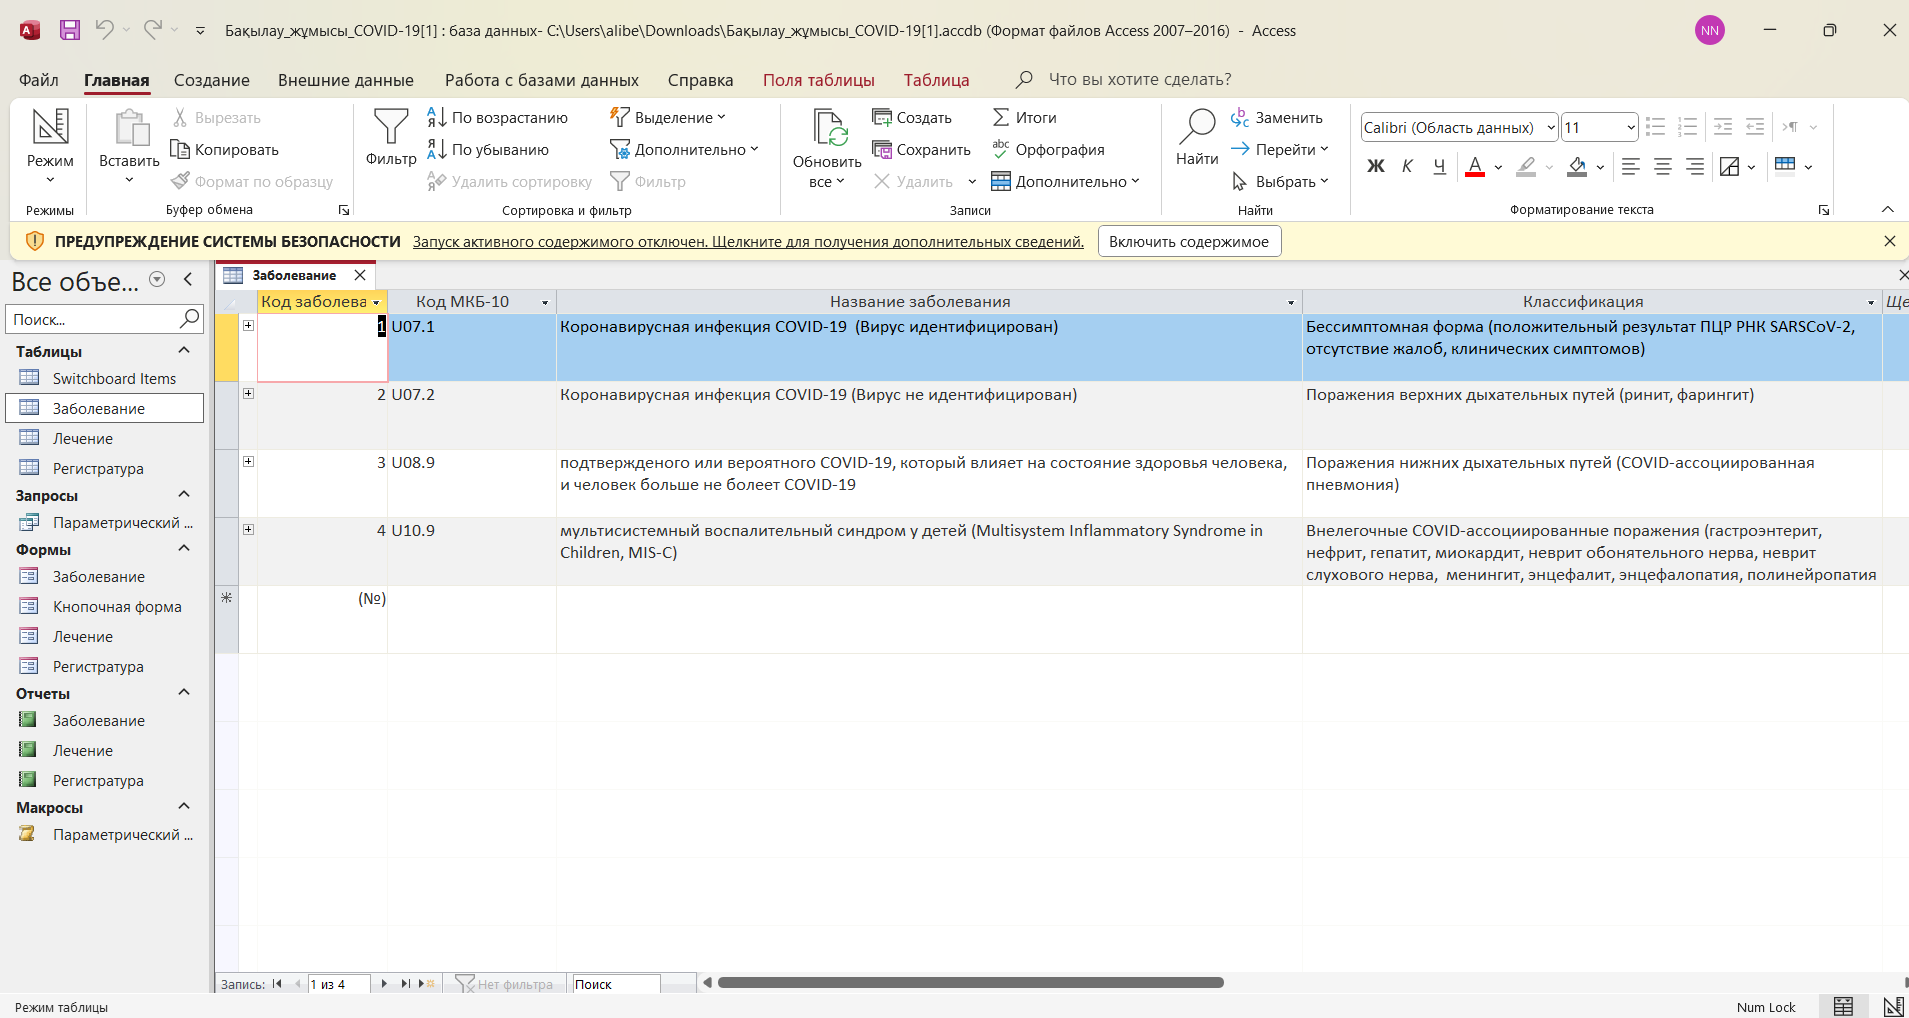 Бақылау_жұмысы_COVID-19[1] : база данных- C:\Users\alibe\Downloads\Бақылау_жұмысы_COVID-19[1].accdb (Формат файлов Access 2007–2016) - Access
NN
Файл Главная Создание Внешние данные Работа с базами данных Справка Поля таблицы Таблица Что вы хотите сделать?
Режим
Режимы
Вставить
Вырезать
Копировать
Формат по образцу
Буфер обмена
Фильтр
По возрастанию
По убыванию
Удалить сортировку
Выделение
Дополнительно
Фильтр
Сортировка и фильтр
Обновить
все
Создать
Сохранить
Удалить
Итоги
Орфография
Дополнительно
Записи
Найти
Заменить
Перейти
Выбрать
Найти
Calibri (Область данных) 11
Ж К Ч А
Форматирование текста
ПРЕДУПРЕЖДЕНИЕ СИСТЕМЫ БЕЗОПАСНОСТИ Запуск активного содержимого отключен. Щелкните для получения дополнительных сведений. Включить содержимое
Все объе...
Поиск...
Таблицы
Switchboard Items
Заболевание
Лечение
Регистратура
Запросы
Параметрический ...
Формы
Заболевание
Кнопочная форма
Лечение
Регистратура
Отчеты
Заболевание
Лечение
Регистратура
Макросы
Параметрический ...
Заболевание
Код заболева Код МКБ-10 Название заболевания Классификация Ще
1 U07.1 Коронавирусная инфекция COVID-19 (Вирус идентифицирован) Бессимптомная форма (положительный результат ПЦР РНК SARSCoV-2,
отсутствие жалоб, клинических симптомов)
2 U07.2 Коронавирусная инфекция COVID-19 (Вирус не идентифицирован) Поражения верхних дыхательных путей (ринит, фарингит)
3 U08.9 подтвержденого или вероятного COVID-19, который влияет на состояние здоровья человека, Поражения нижних дыхательных путей (COVID-ассоциированная
и человек больше не болеет COVID-19 пневмония)
4 U10.9 мультисистемный воспалительный синдром у детей (Multisystem Inflammatory Syndrome in Внелегочные COVID-ассоциированные поражения (гастроэнтерит,
Children, MIS-C) нефрит, гепатит, миокардит, неврит обонятельного нерва, неврит
слухового нерва, менингит, энцефалит, энцефалопатия, полинейропатия
(№)
Запись: 1 из 4 Нет фильтра Поиск
Режим таблицы Num Lock